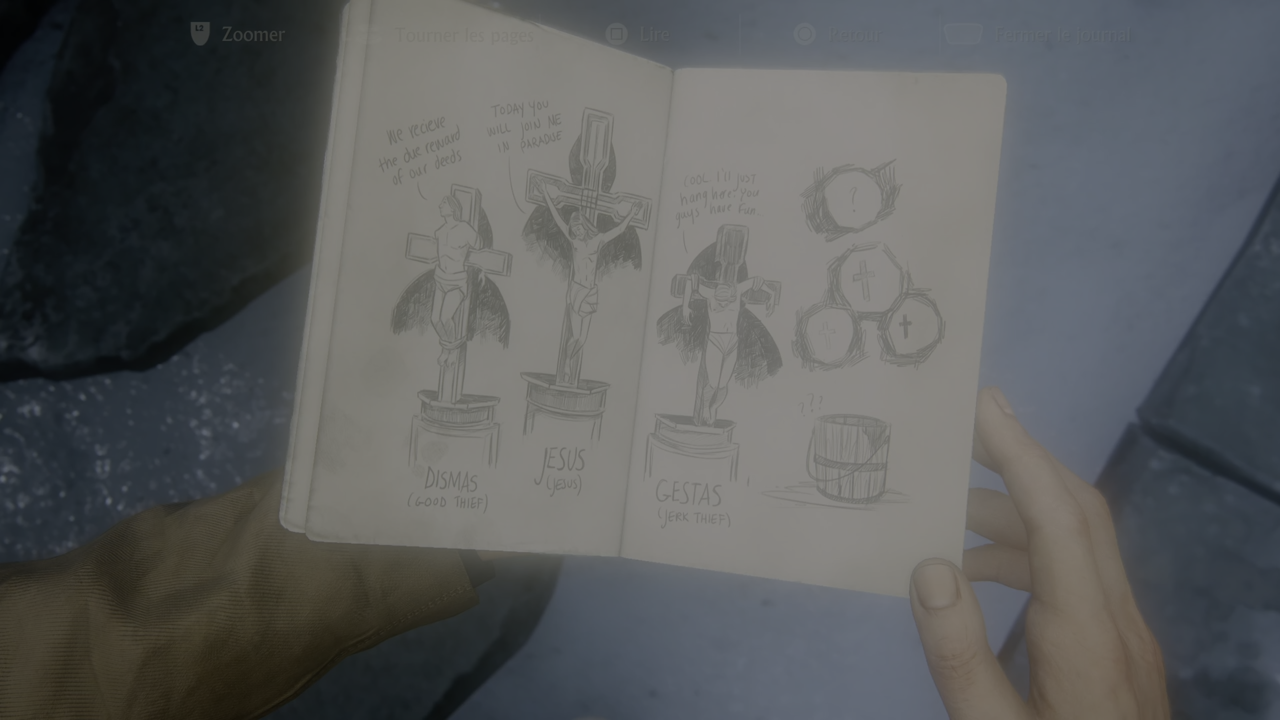 L2 Zoomer
Tourner les pages
Lire
Retour
Fermer le journal
We recieve
the due reward
of our deeds
TODAY YOU
WILL JOIN ME
IN PARADISE
COOL. I'll JUST
hang here. You
guys have fun.
?
DISMAS
(GOOD THIEF)
JESUS
(JESUS)
GESTAS
(JERK THIEF)
???